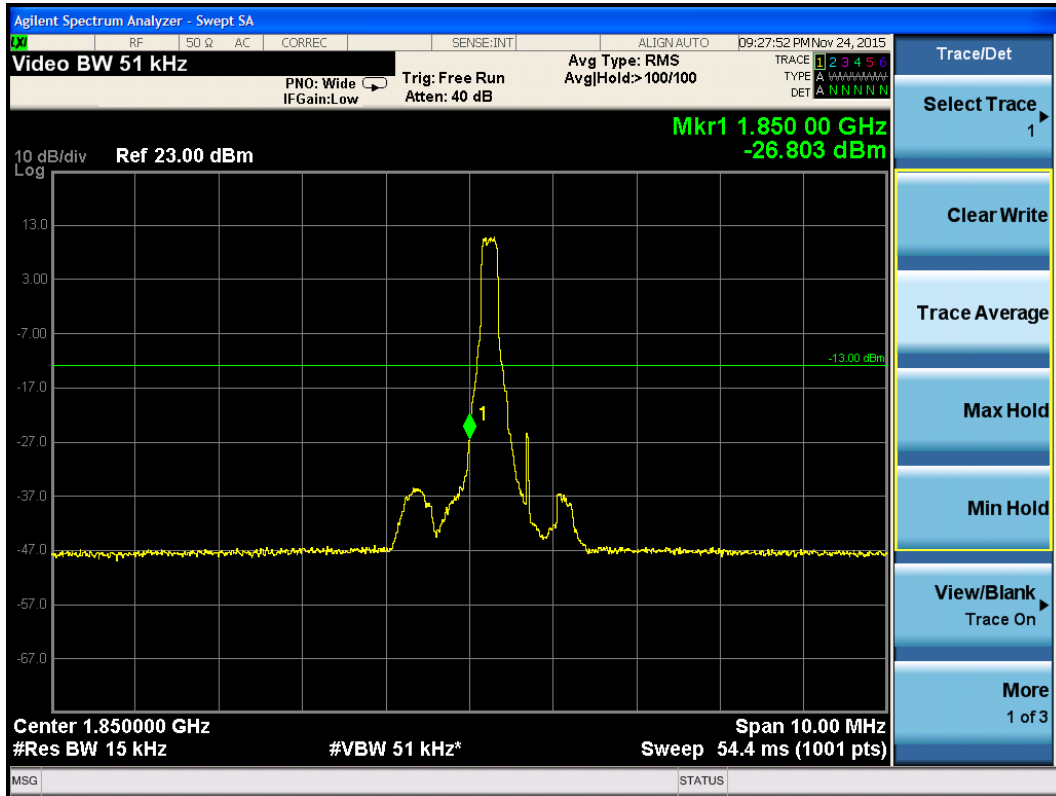 Agilent Spectrum Analyzer - Swept SA
LXI RF 50 Ω AC CORREC SENSE:INT ALIGN AUTO 09:27:52 PM Nov 24, 2015
Video BW 51 kHz
PNO: Wide
IFGain:Low
Trig: Free Run
Atten: 40 dB
Avg Type: RMS
Avg|Hold:>100/100
TRACE 1 2 3 4 5 6
TYPE A WWWWW
DET A N N N N N
Mkr1 1.850 00 GHz
-26.803 dBm
10 dB/div Ref 23.00 dBm
Log
13.0
3.00
-7.00
-13.00 dBm
-17.0
1
-27.0
-37.0
-47.0
-57.0
-67.0
Center 1.850000 GHz Span 10.00 MHz
#Res BW 15 kHz #VBW 51 kHz* Sweep 54.4 ms (1001 pts)
MSG STATUS
Trace/Det
Select Trace
1
Clear Write
Trace Average
Max Hold
Min Hold
View/Blank
Trace On
More
1 of 3